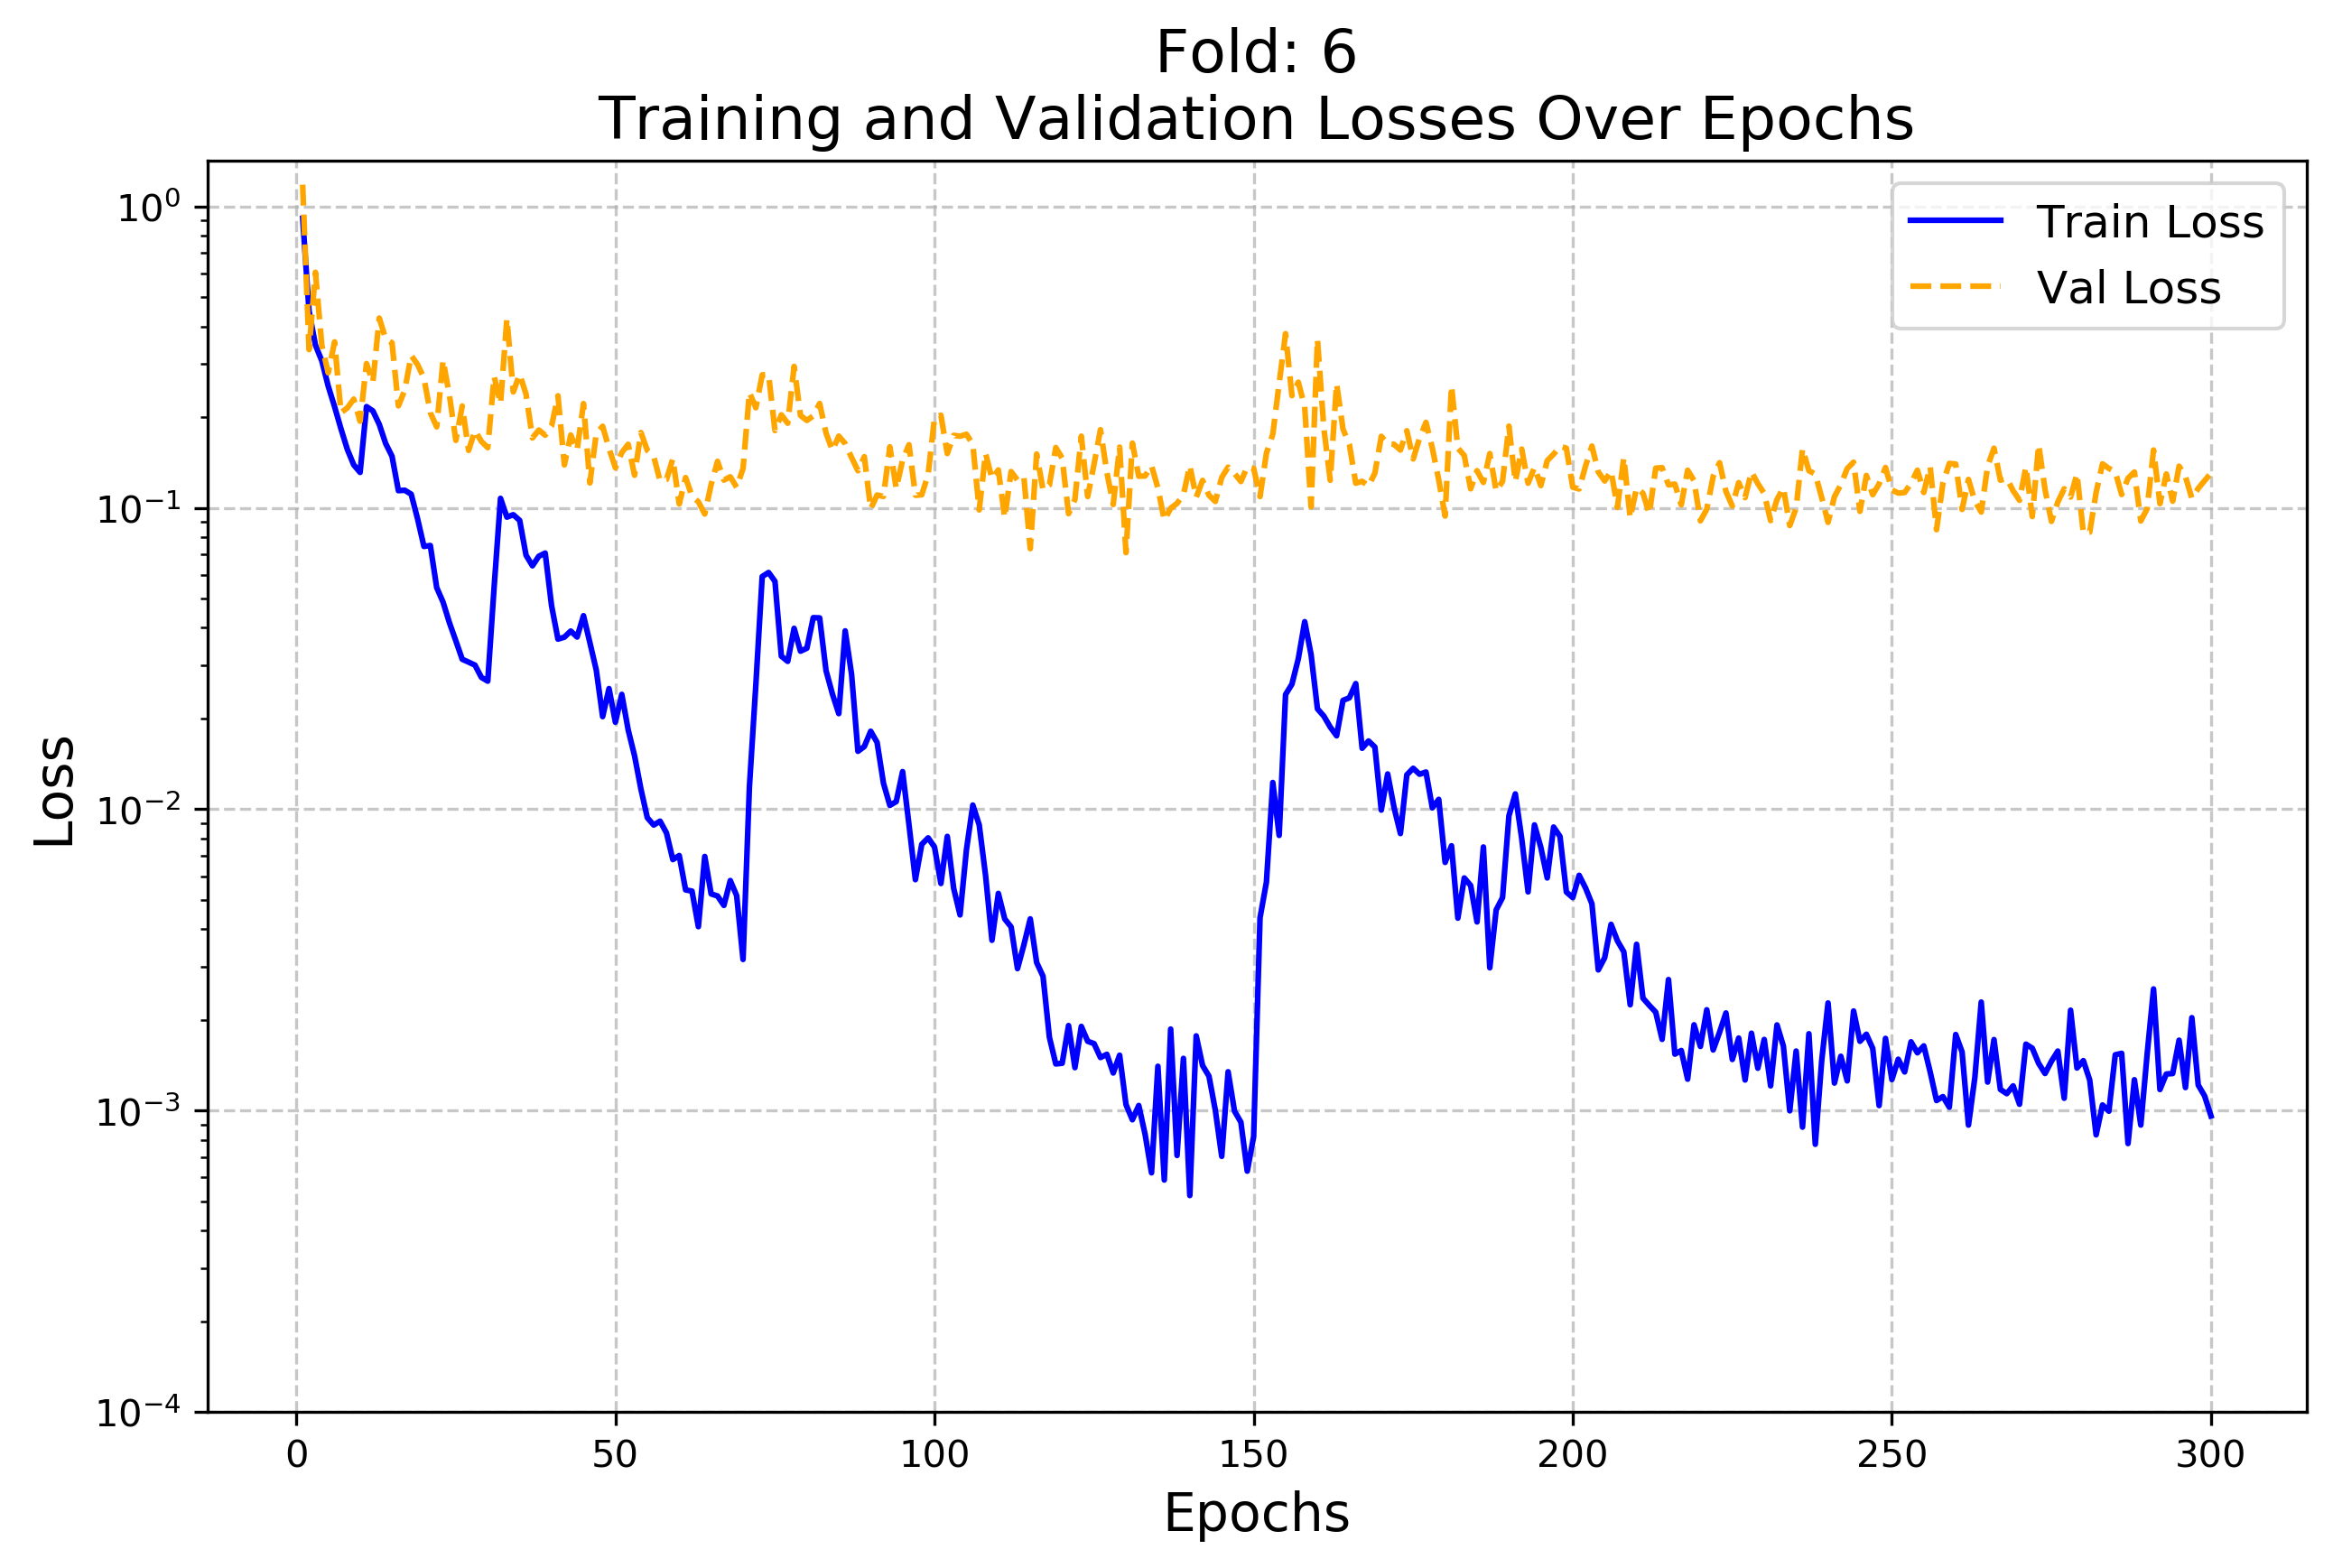 Fold: 6
Training and Validation Losses Over Epochs
Train Loss
Val Loss
Loss
10⁰
10⁻¹
10⁻²
10⁻³
10⁻⁴
0 50 100 150 200 250 300
Epochs